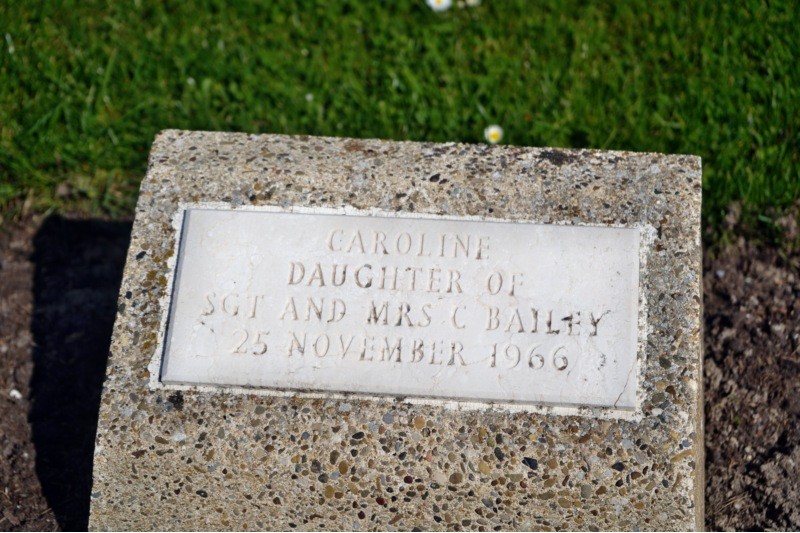 CAROLINE
DAUGHTER OF
SGT AND MRS C BAILEY
25 NOVEMBER 1966